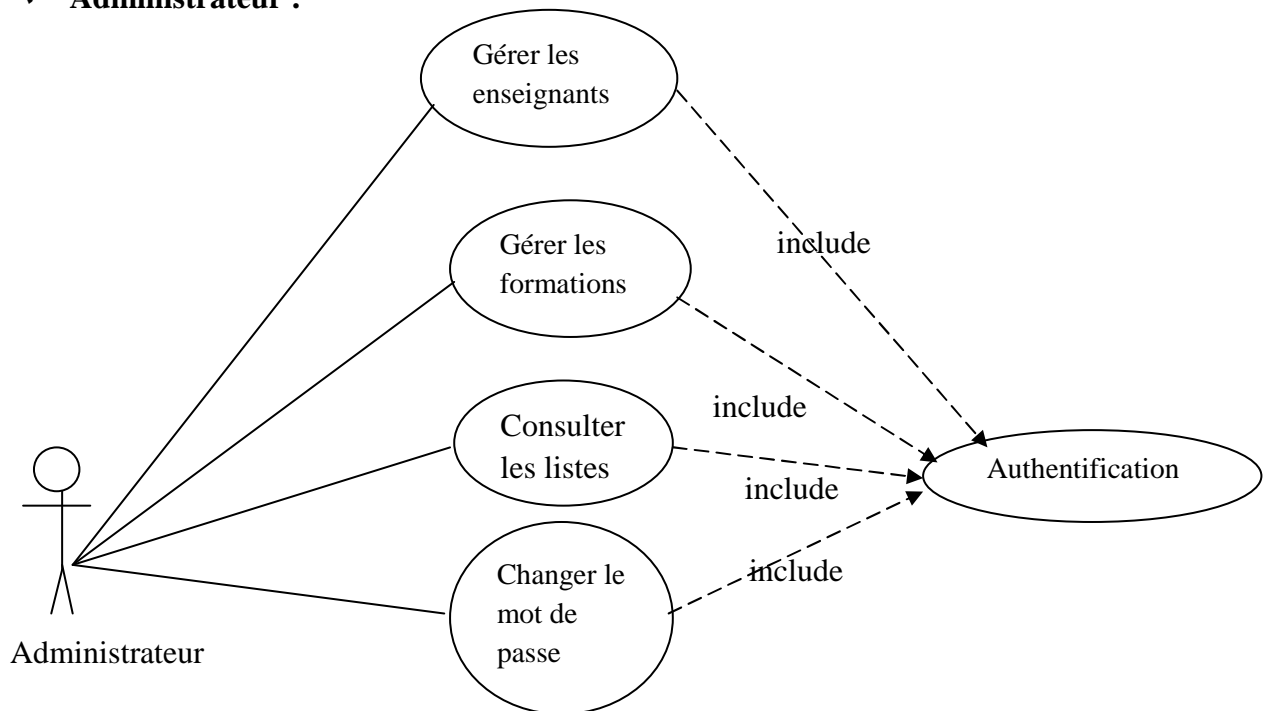 Administrateur :
Gérer les
enseignants
Gérer les
formations
include
Consulter
les listes
include
Authentification
include
Changer le
mot de
passe
include
Administrateur